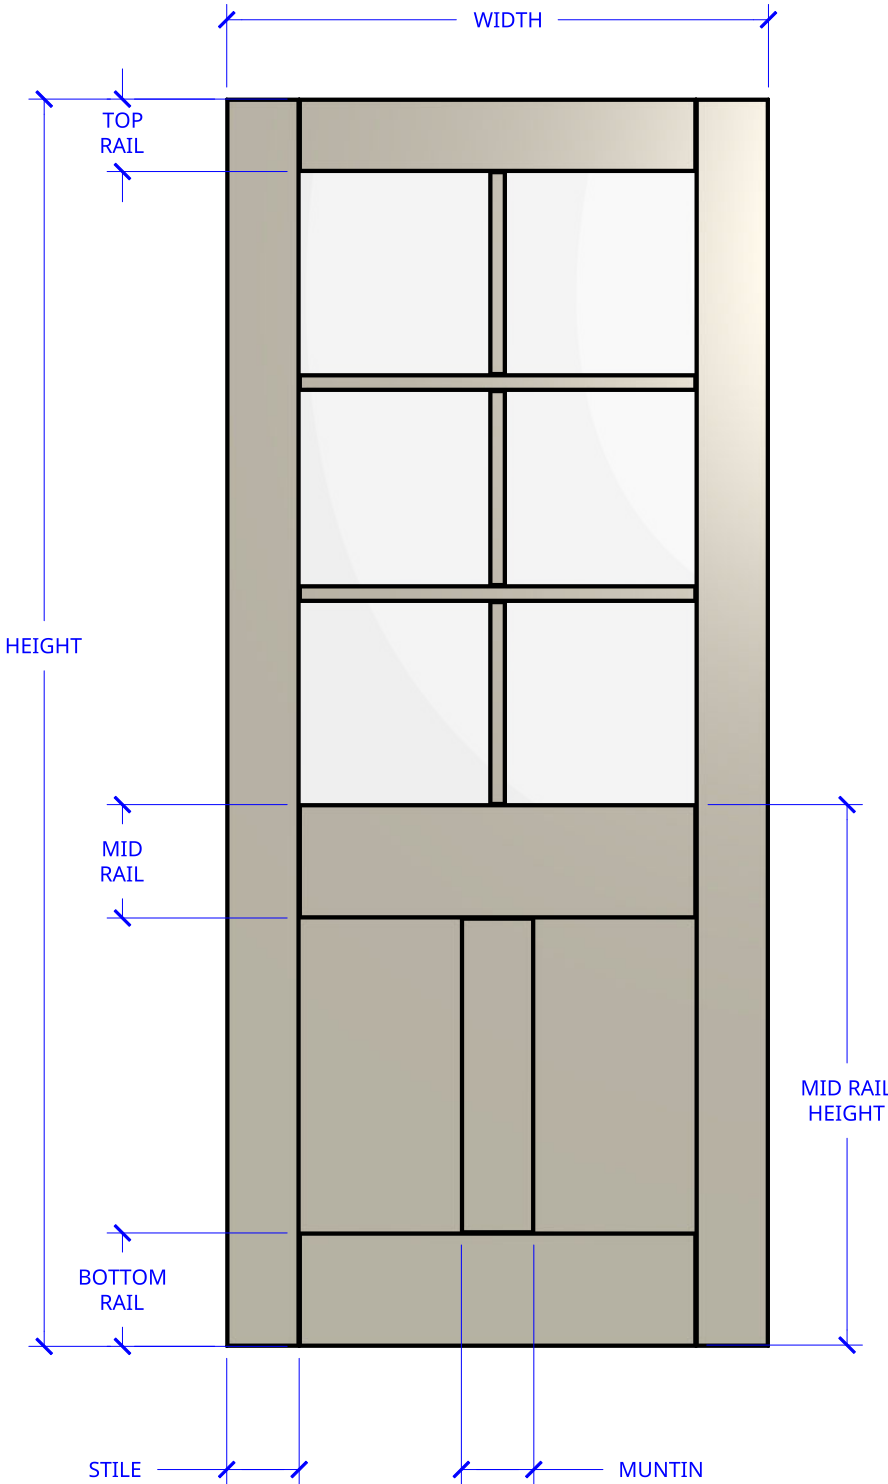 WIDTH
TOP
RAIL
HEIGHT
MID
RAIL
MID RAIL
HEIGHT
BOTTOM
RAIL
STILE
MUNTIN